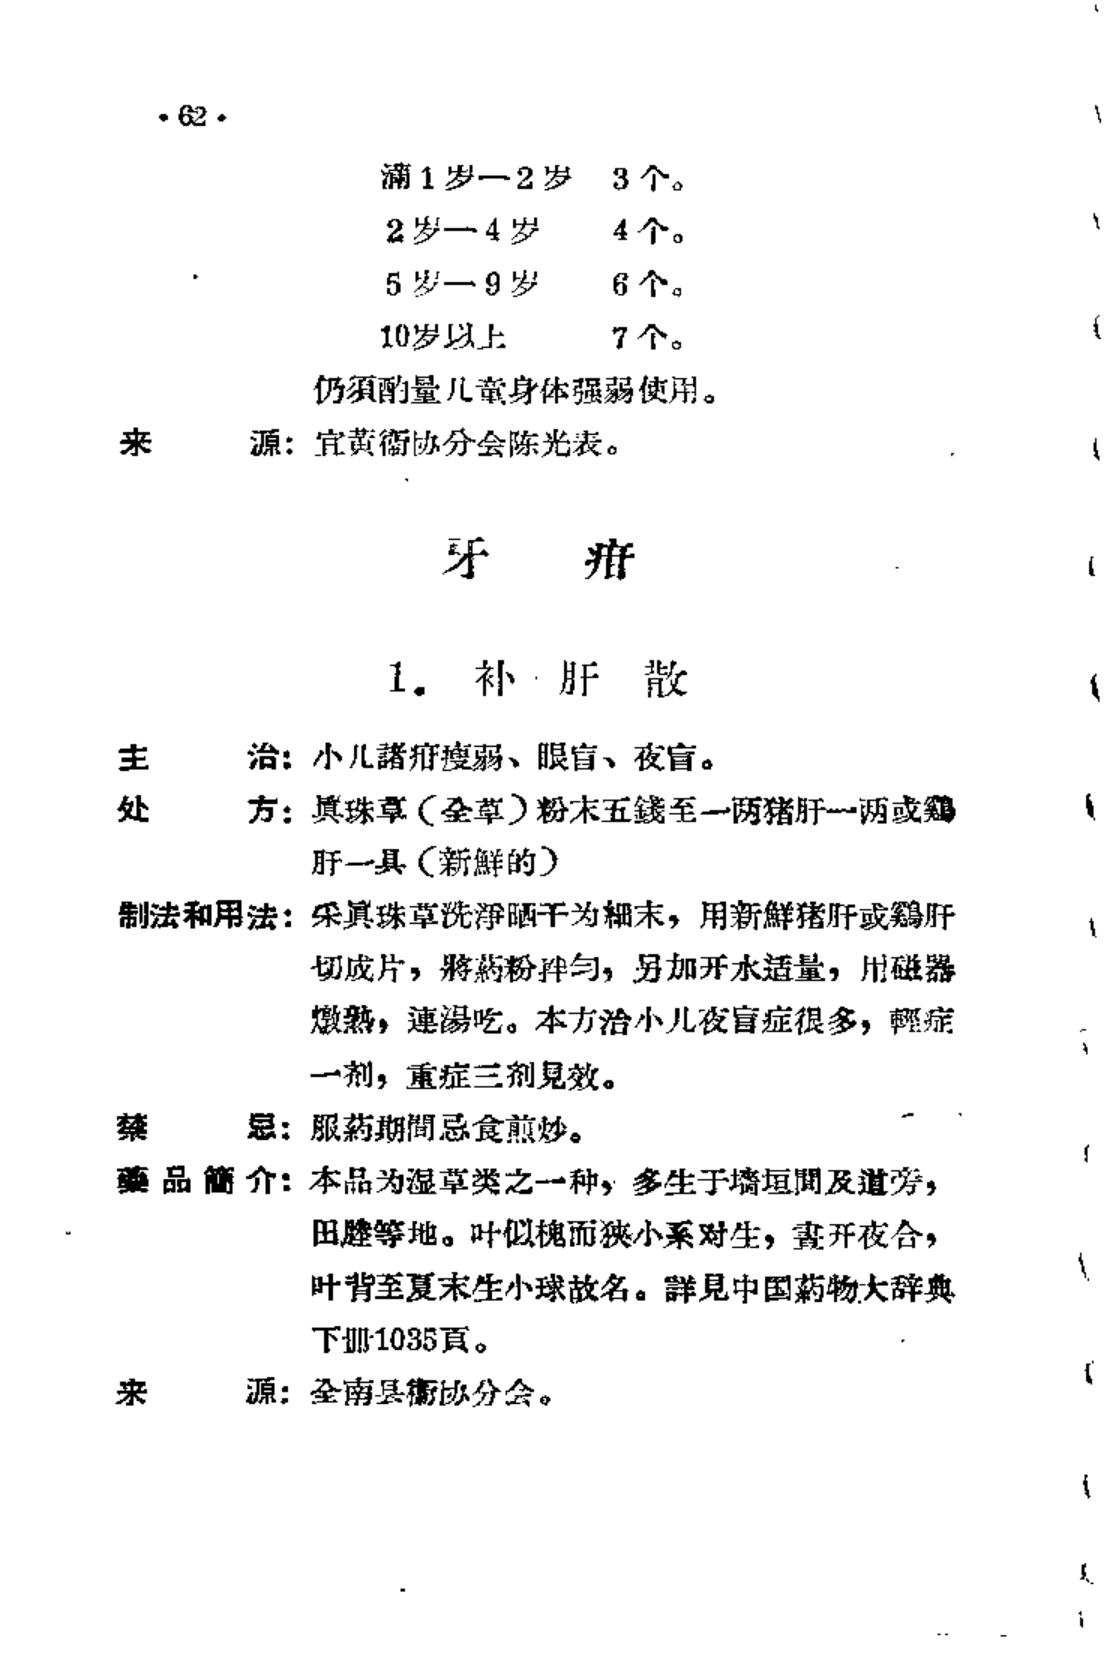 ·62·
滿1岁一2岁　3个。
2岁一4岁　4个。
5岁一9岁　6个。
10岁以上　7个。
仍須酌量儿童身体强弱使用。
来　源：宜黄衞协分会陈光表。
牙　疳
1. 补肝散
主　治：小儿諸疳瘦弱、眼盲、夜盲。
处　方：眞珠草（全草）粉末五錢至一两猪肝一两或鷄
肝一具（新鮮的）
制法和用法：采眞珠草洗淨晒干为細末，用新鮮猪肝或鷄肝
切成片，將葯粉拌匀，另加开水适量，用磁器
燉熟，連湯吃。本方治小儿夜盲症很多，輕症
一剂，重症三剂見效。
禁　忌：服葯期間忌食煎炒。
藥品簡介：本品为湿草类之一种，多生于墙垣間及道旁，
田塍等地。叶似槐而狹小系对生，晝开夜合，
叶背至夏末生小球故名。詳見中国葯物大辞典
下册1035頁。
来　源：全南县衞协分会。